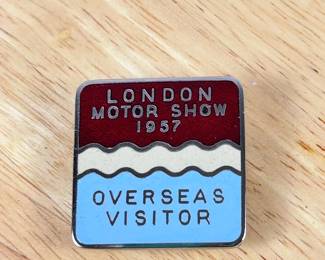 LONDON
MOTOR SHOW
1957
OVERSEAS
VISITOR